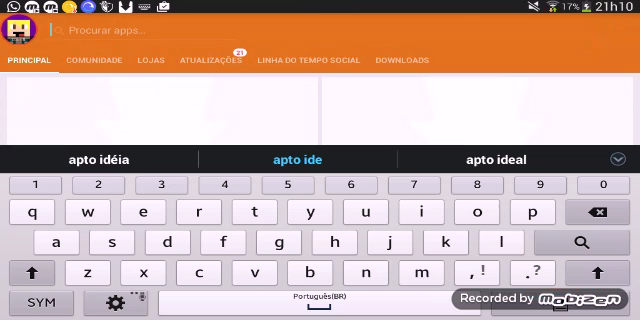 17% 21h10
Procurar apps...
21
PRINCIPAL COMUNIDADE LOJAS ATUALIZAÇÕES LINHA DO TEMPO SOCIAL DOWNLOADS
apto idéia apto ide apto ideal
1 2 3 4 5 6 7 8 9 0
q w e r t y u i o p
a s d f g h j k l
z x c v b n m ,! .?
SYM Português(BR)
Recorded by mobizen